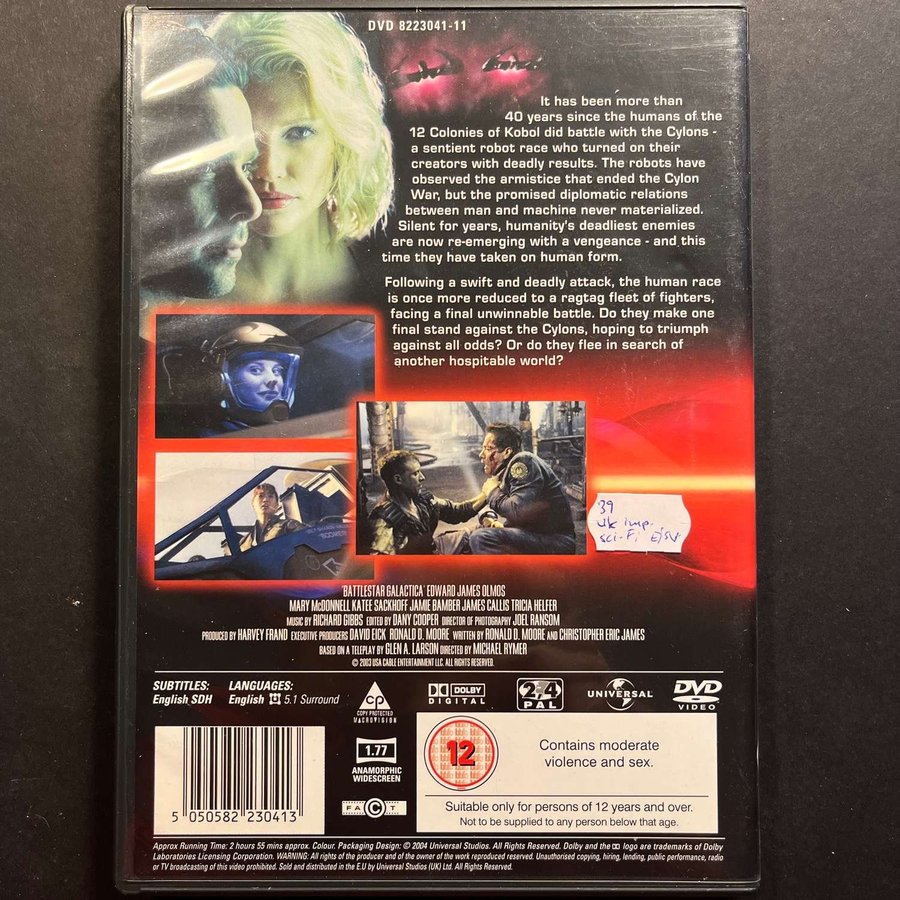 DVD 8223041-11
It has been more than
40 years since the humans of the
12 Colonies of Kobol did battle with the Cylons -
a sentient robot race who turned on their
creators with deadly results. The robots have
observed the armistice that ended the Cylon
War, but the promised diplomatic relations
between man and machine never materialized.
Silent for years, humanity's deadliest enemies
are now re-emerging with a vengeance - and this
time they have taken on human form.
Following a swift and deadly attack, the human race
is once more reduced to a ragtag fleet of fighters,
facing a final unwinnable battle. Do they make one
final stand against the Cylons, hoping to triumph
against all odds? Or do they flee in search of
another hospitable world?
39
UK imp.
Sci-Fi
'BATTLESTAR GALACTICA' EDWARD JAMES OLMOS
MARY McDONNELL KATEE SACKHOFF JAMIE BAMBER JAMES CALLIS TRICIA HELFER
MUSIC BY RICHARD GIBBS EDITED BY DANY COOPER DIRECTOR OF PHOTOGRAPHY JOEL RANSOM
PRODUCED BY HARVEY FRAND EXECUTIVE PRODUCERS DAVID EICK RONALD D. MOORE WRITTEN BY RONALD D. MOORE AND CHRISTOPHER ERIC JAMES
BASED ON A TELEPLAY BY GLEN A. LARSON DIRECTED BY MICHAEL RYMER
© 2003 USA CABLE ENTERTAINMENT LLC. ALL RIGHTS RESERVED.
SUBTITLES: LANGUAGES:
English SDH English 5.1 Surround
CP
COPY PROTECTED
MACROVISION
DOLBY
DIGITAL
2,4
PAL
UNIVERSAL
DVD
VIDEO
1.77
ANAMORPHIC
WIDESCREEN
FACT
12
Contains moderate
violence and sex.
Suitable only for persons of 12 years and over.
Not to be supplied to any person below that age.
5 050582 230413
Approx Running Time: 2 hours 55 mins approx. Colour. Packaging Design: © 2004 Universal Studios. Dolby and the logo are trademarks of Dolby
Laboratories Licensing Corporation. WARNING: All rights of the producer and of the owner of the work reproduced reserved. Unauthorised copying, hiring, lending, public performance, radio
or TV broadcasting of this video prohibited. Sold and distributed in the E.U by Universal Studios (UK) Ltd. All Rights Reserved.